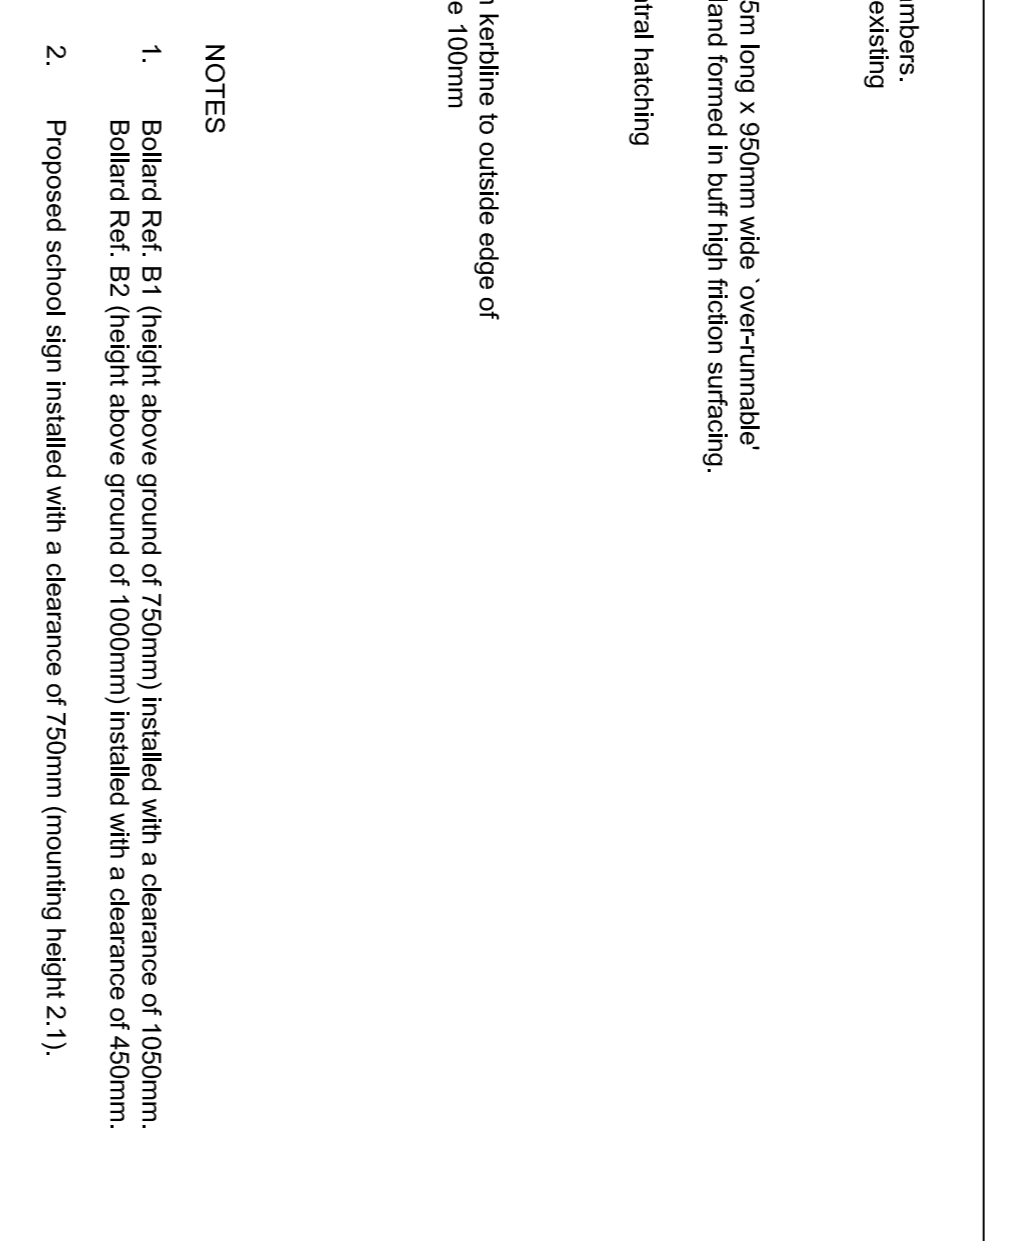 existing
5m long x 950mm wide `over-runnable'
formed in buff high friction surfacing.
hatching
kerbline to outside edge of
100mm
NOTES
1. Bollard Ref. B1 (height above ground of 750mm) installed with a clearance of 1050mm.
Bollard Ref. B2 (height above ground of 1000mm) installed with a clearance of 450mm.
2. Proposed school sign installed with a clearance of 750mm (mounting height 2.1).